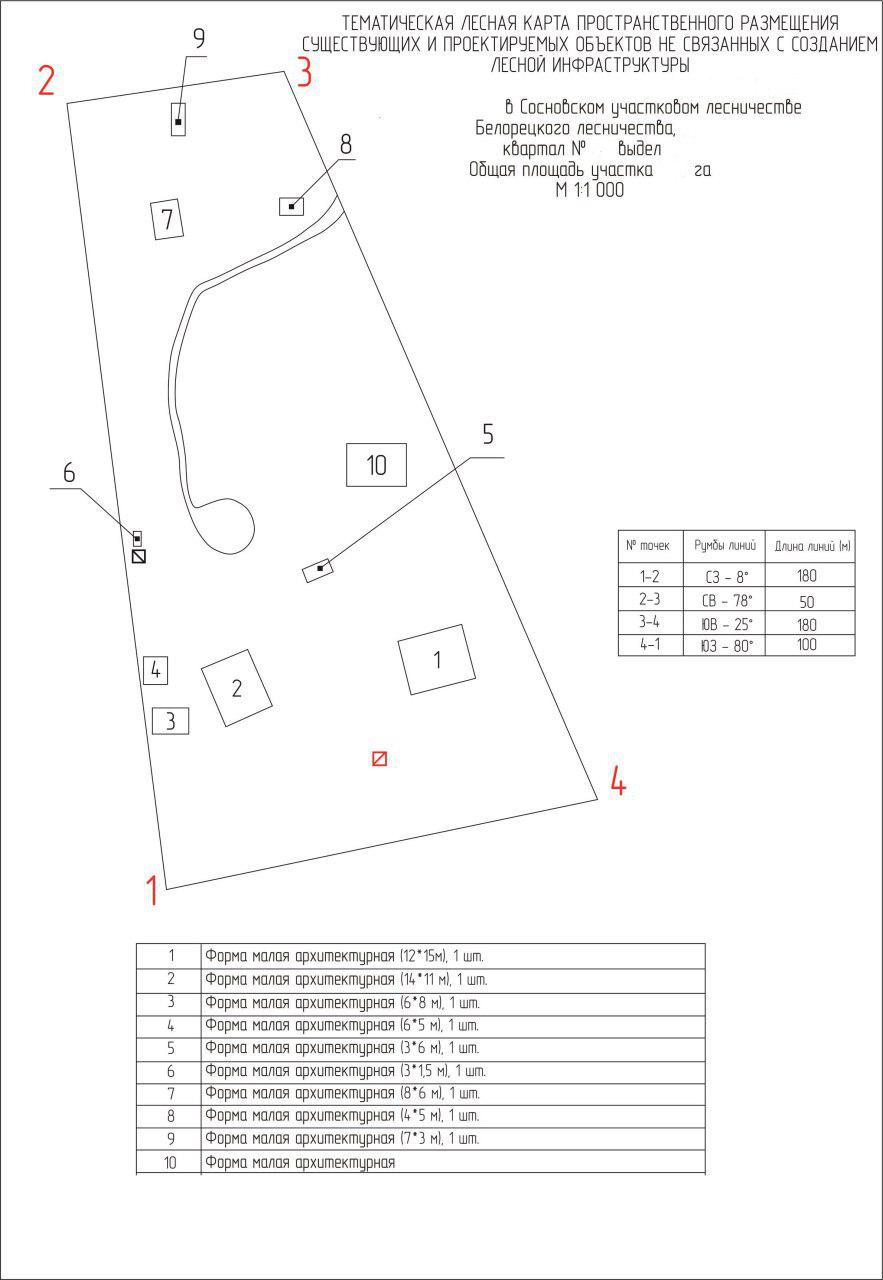 ТЕМАТИЧЕСКАЯ ЛЕСНАЯ КАРТА ПРОСТРАНСТВЕННОГО РАЗМЕЩЕНИЯ
СУЩЕСТВУЮЩИХ И ПРОЕКТИРУЕМЫХ ОБЪЕКТОВ НЕ СВЯЗАННЫХ С СОЗДАНИЕМ
ЛЕСНОЙ ИНФРАСТРУКТУРЫ
в Сосновском участковом лесничестве
Белорецкого лесничества,
квартал № выдел
Общая площадь участка га
М 1:1 000
9
2
3
8
7
5
10
6
4
1
2
3
4
1
№ точек Румбы линий Длина линий (м)
1-2 СЗ - 8° 180
2-3 СВ - 78° 50
3-4 ЮВ - 25° 180
4-1 ЮЗ - 80° 100
1 Форма малая архитектурная (12*15м), 1 шт.
2 Форма малая архитектурная (14*11 м), 1 шт.
3 Форма малая архитектурная (6*8 м), 1 шт.
4 Форма малая архитектурная (6*5 м), 1 шт.
5 Форма малая архитектурная (3*6 м), 1 шт.
6 Форма малая архитектурная (3*1,5 м), 1 шт.
7 Форма малая архитектурная (8*6 м), 1 шт.
8 Форма малая архитектурная (4*5 м), 1 шт.
9 Форма малая архитектурная (7*3 м), 1 шт.
10 Форма малая архитектурная